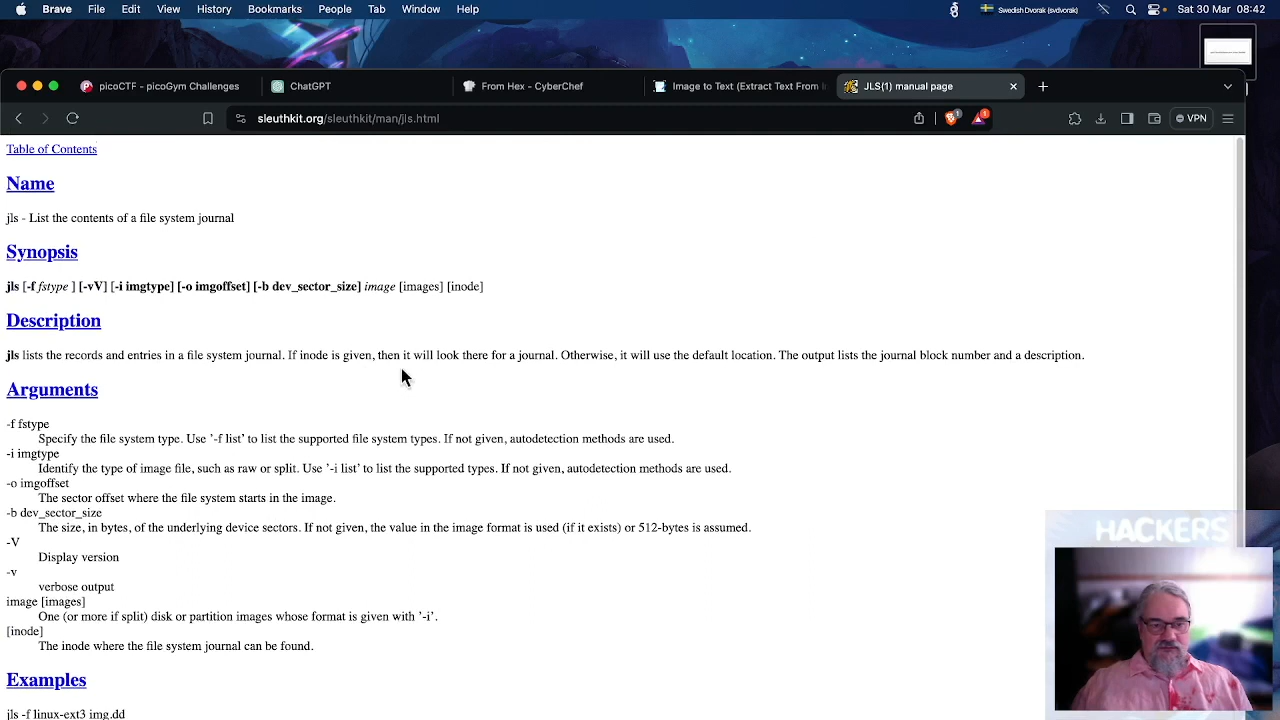 Brave File Edit View History Bookmarks People Tab Window Help Swedish Dvorak (svdvorak) Sat 30 Mar 08:42
picoCTF - picoGym Challenges ChatGPT From Hex - CyberChef Image to Text (Extract Text From I JLS(1) manual page
sleuthkit.org/sleuthkit/man/jls.html 1 1 VPN
Table of Contents
Name
jls - List the contents of a file system journal
Synopsis
jls [-f fstype ] [-vV] [-i imgtype] [-o imgoffset] [-b dev_sector_size] image [images] [inode]
Description
jls lists the records and entries in a file system journal. If inode is given, then it will look there for a journal. Otherwise, it will use the default location. The output lists the journal block number and a description.
Arguments
-f fstype
Specify the file system type. Use ’-f list’ to list the supported file system types. If not given, autodetection methods are used.
-i imgtype
Identify the type of image file, such as raw or split. Use ’-i list’ to list the supported types. If not given, autodetection methods are used.
-o imgoffset
The sector offset where the file system starts in the image.
-b dev_sector_size
The size, in bytes, of the underlying device sectors. If not given, the value in the image format is used (if it exists) or 512-bytes is assumed.
-V
Display version
-v
verbose output
image [images]
One (or more if split) disk or partition images whose format is given with ’-i’.
[inode]
The inode where the file system journal can be found.
Examples
jls -f linux-ext3 img.dd
HACKERS